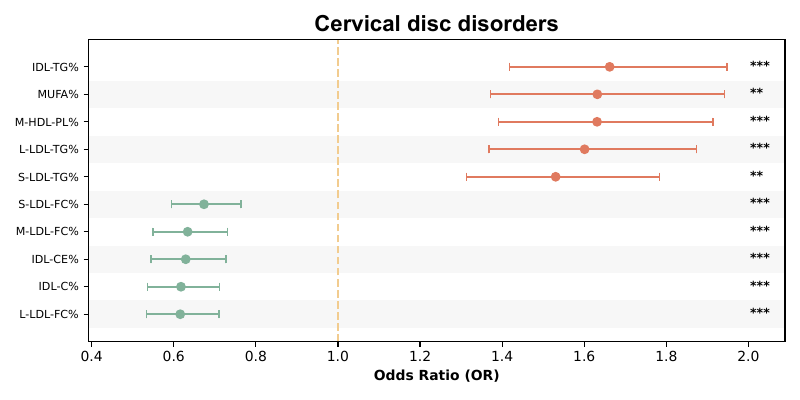 Cervical disc disorders
IDL-TG% ***
MUFA% **
M-HDL-PL% ***
L-LDL-TG% ***
S-LDL-TG% **
S-LDL-FC% ***
M-LDL-FC% ***
IDL-CE% ***
IDL-C% ***
L-LDL-FC% ***
0.4 0.6 0.8 1.0 1.2 1.4 1.6 1.8 2.0
Odds Ratio (OR)